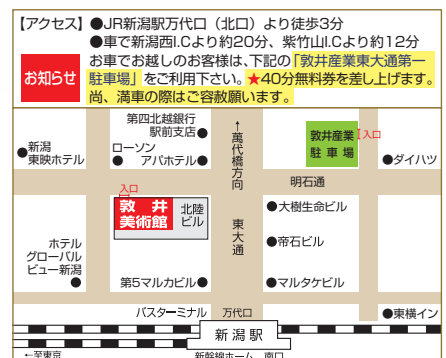 【アクセス】●JR新潟駅万代口（北口）より徒歩3分
●車で新潟西I.Cより約20分、紫竹山I.Cより約12分
お知らせ
お車でお越しのお客様は、下記の「敦井産業東大通第一
駐車場」をご利用下さい。★40分無料券を差し上げます。
尚、満車の際はご容赦願います。
第四北越銀行
駅前支店●
●新潟
東映ホテル
ローソン
●
アパホテル●
←萬代橋方向
敦井産業
駐車場
入口
●ダイハツ
明石通
入口
敦井
美術館
北陸
ビル
東大通
●大樹生命ビル
●帝石ビル
ホテル
グローバル
ビュー新潟
●
第5マルカビル●
●マルタケビル
バスターミナル
万代口
●東横イン
新潟駅
←至東京
新幹線ホーム
南口